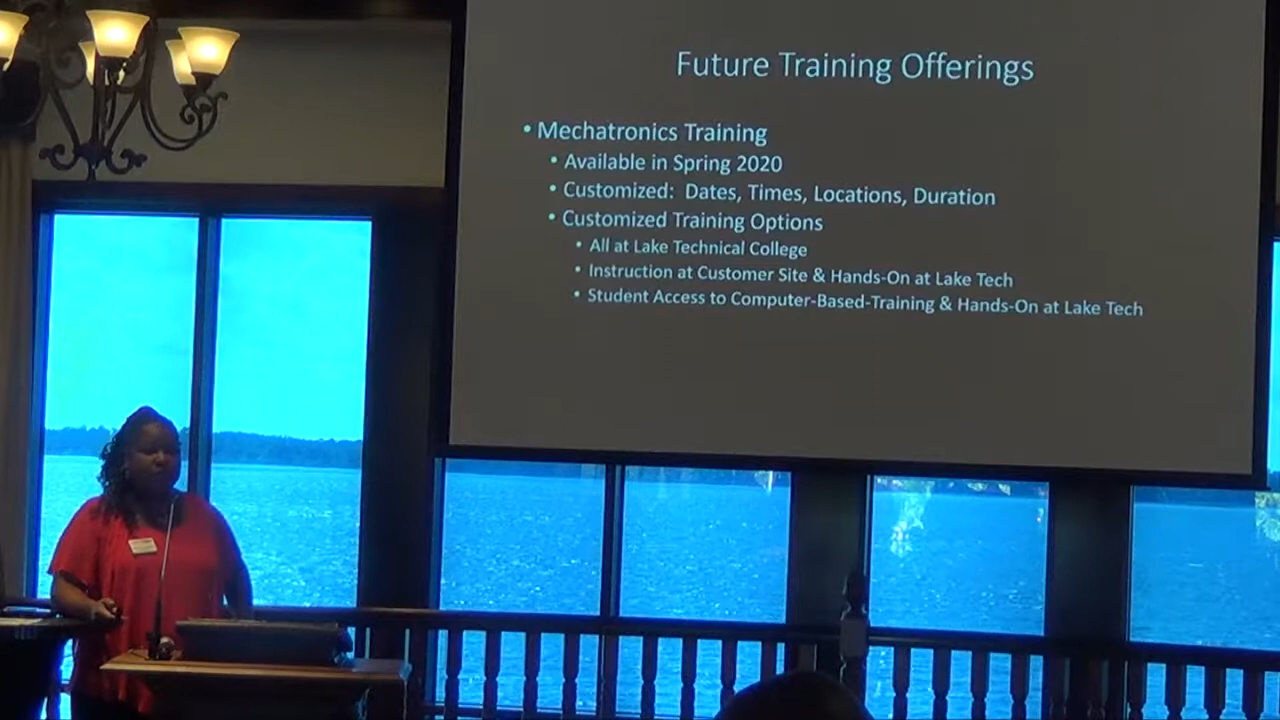 Future Training Offerings
• Mechatronics Training
• Available in Spring 2020
• Customized: Dates, Times, Locations, Duration
• Customized Training Options
• All at Lake Technical College
• Instruction at Customer Site & Hands-On at Lake Tech
• Student Access to Computer-Based-Training & Hands-On at Lake Tech